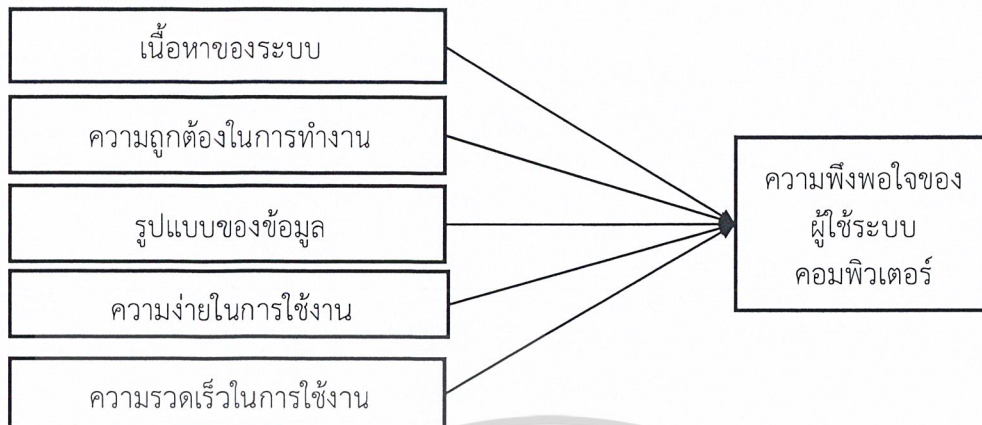 เนื้อหาของระบบ
ความถูกต้องในการทำงาน
รูปแบบของข้อมูล
ความง่ายในการใช้งาน
ความรวดเร็วในการใช้งาน
ความพึงพอใจของ
ผู้ใช้ระบบ
คอมพิวเตอร์